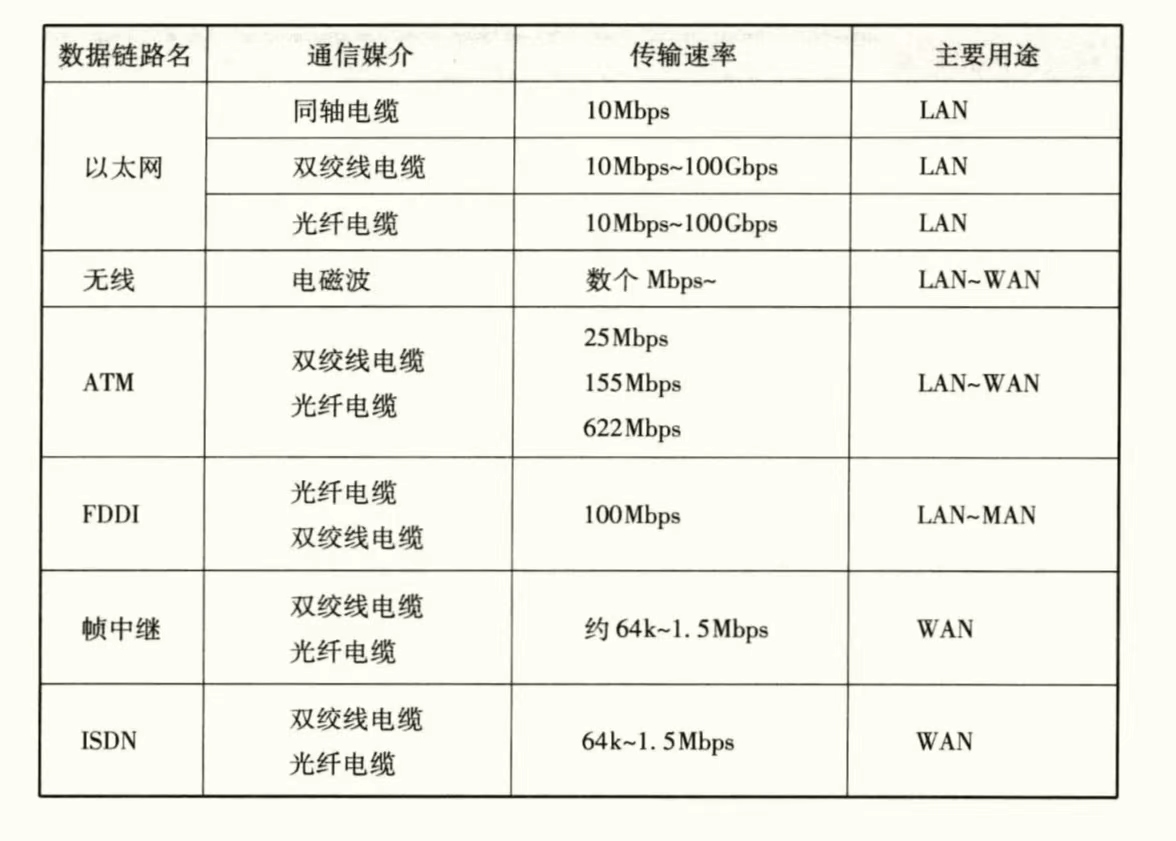 数据链路名 通信媒介 传输速率 主要用途
以太网 同轴电缆 10Mbps LAN
双绞线电缆 10Mbps~100Gbps LAN
光纤电缆 10Mbps~100Gbps LAN
无线 电磁波 数个 Mbps~ LAN~WAN
ATM 双绞线电缆 25Mbps LAN~WAN
光纤电缆 155Mbps
622Mbps
FDDI 光纤电缆 100Mbps LAN~MAN
双绞线电缆
帧中继 双绞线电缆 约 64k~1. 5Mbps WAN
光纤电缆
ISDN 双绞线电缆 64k~1. 5Mbps WAN
光纤电缆